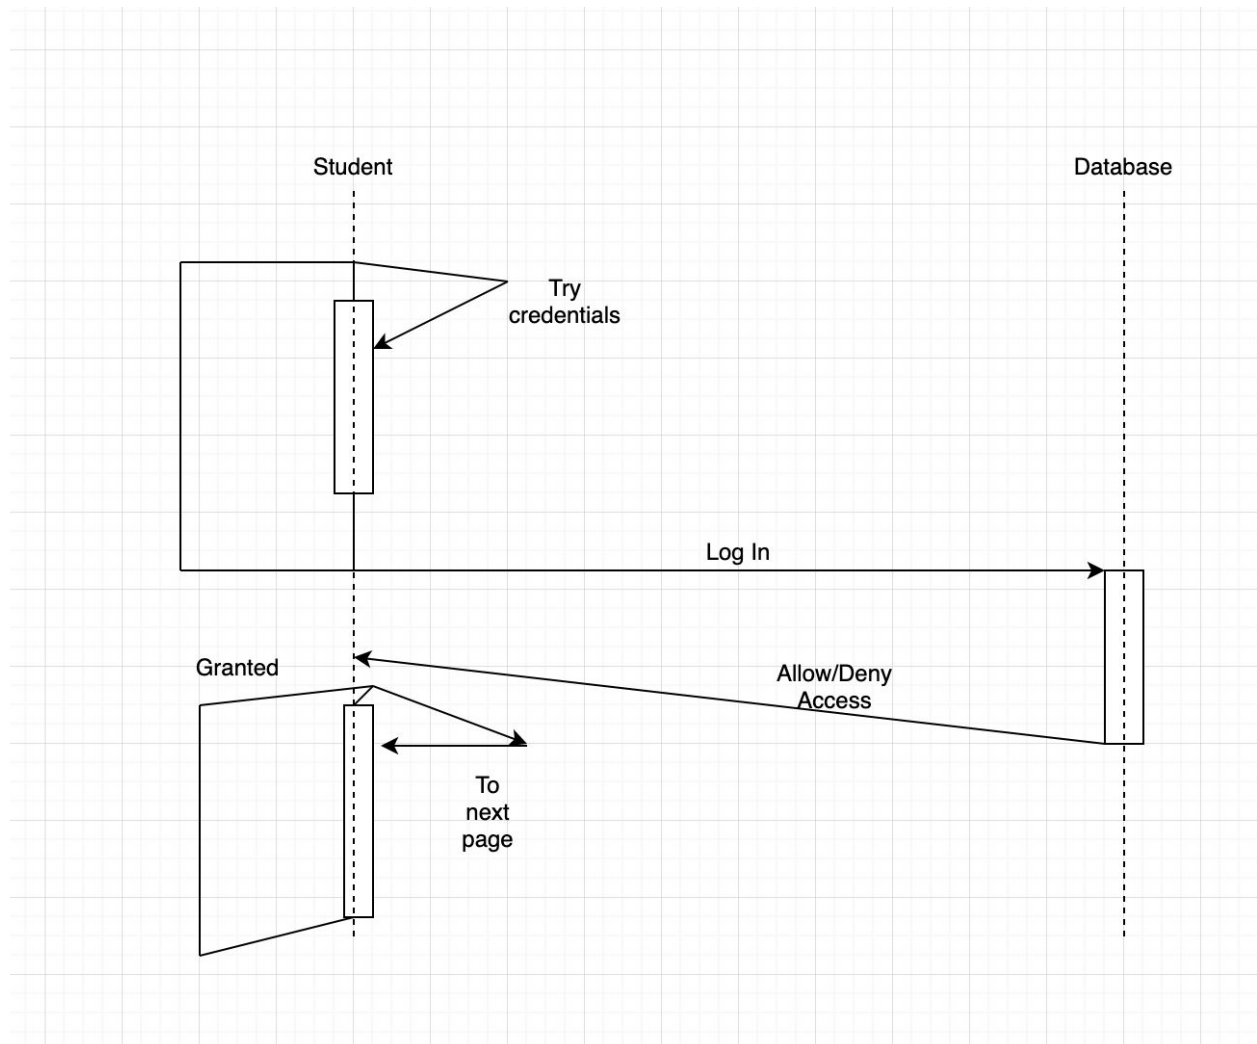 Student
Database
Try
credentials
Log In
Granted
Allow/Deny
Access
To
next
page